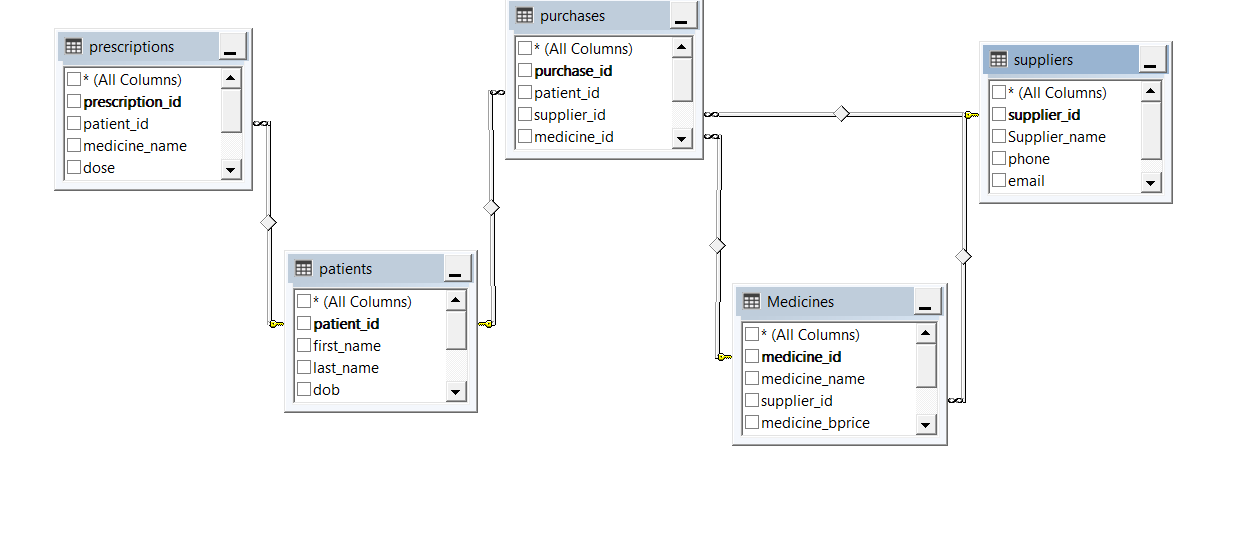 prescriptions
* (All Columns)
prescription_id
patient_id
medicine_name
dose
patients
* (All Columns)
patient_id
first_name
last_name
dob
purchases
* (All Columns)
purchase_id
patient_id
supplier_id
medicine_id
Medicines
* (All Columns)
medicine_id
medicine_name
supplier_id
medicine_bprice
suppliers
* (All Columns)
supplier_id
Supplier_name
phone
email